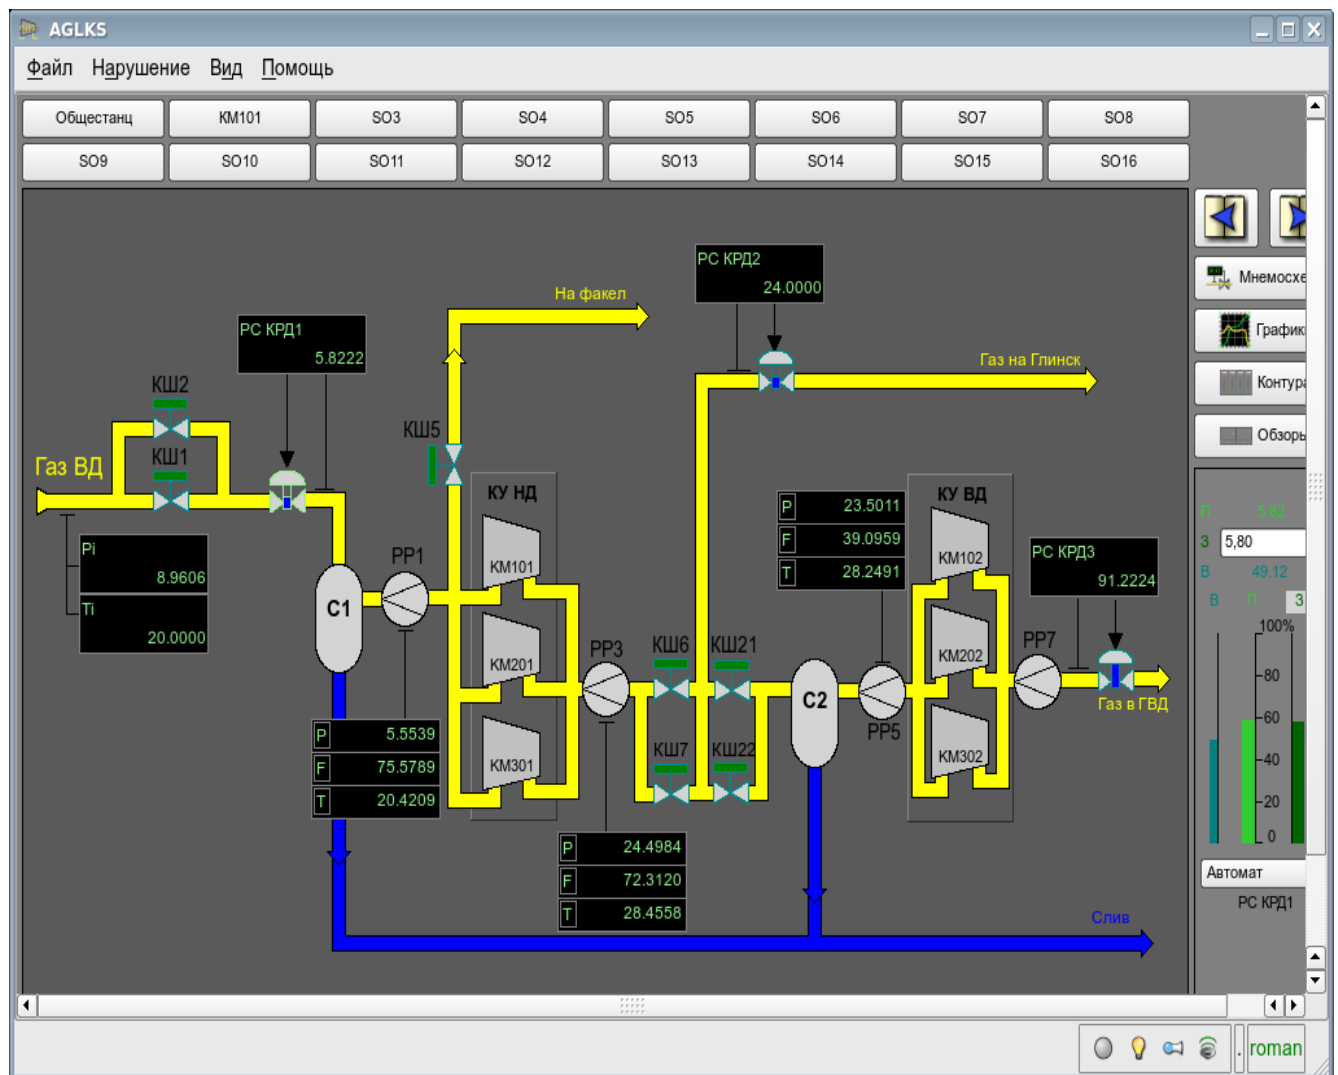 AGLKS
Файл Нарушение Вид Помощь
Общестанц КМ101 SO3 SO4 SO5 SO6 SO7 SO8
SO9 SO10 SO11 SO12 SO13 SO14 SO15 SO16
РС КРД2
24.0000
На факел
РС КРД1
5.8222
Газ на Глинск
КШ2
КШ5
КШ1
Газ ВД
КУ НД
КУ ВД
P 23.5011
F 39.0959
T 28.2491
Pi
8.9606
Ti
20.0000
РР1
КМ101
КМ102
РС КРД3
91.2224
С1
КМ201
РР3
КШ6
КШ21
КМ202
РР7
С2
Газ в ГВД
РР5
P 5.5539
F 75.5789
T 20.4209
КМ301
КШ7
КШ22
КМ302
P 24.4984
F 72.3120
T 28.4558
Слив
Мнемосхе
График
Контура
Обзоры
П 5.82
З 5,80
В 49.12
В П З
100%
80
60
40
20
0
Автомат
РС КРД1
roman